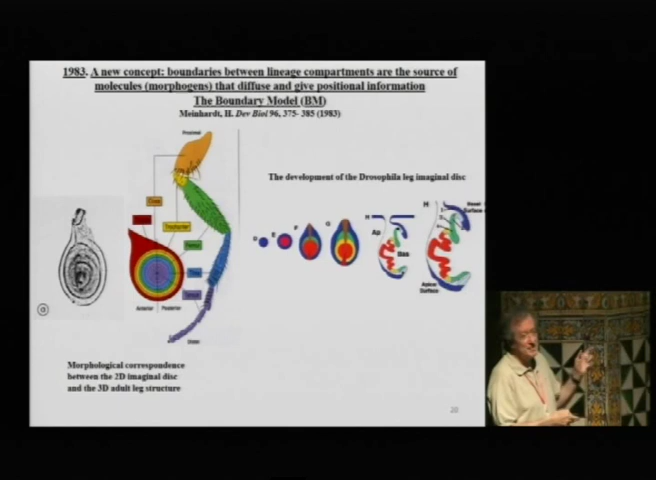 1983. A new concept: boundaries between lineage compartments are the source of
molecules (morphogens) that diffuse and give positional information
The Boundary Model (BM)
Meinhardt, H. Dev Biol 96, 375- 385 (1983)
Proximal
The development of the Drosophila leg imaginal disc
Coxa
Trochanter
Femur
Tibia
Anterior
Posterior
D
E
F
G
H
Ap
Bas
H
Apical
Surface
Morphological correspondence
between the 2D imaginal disc
and the 3D adult leg structure
20